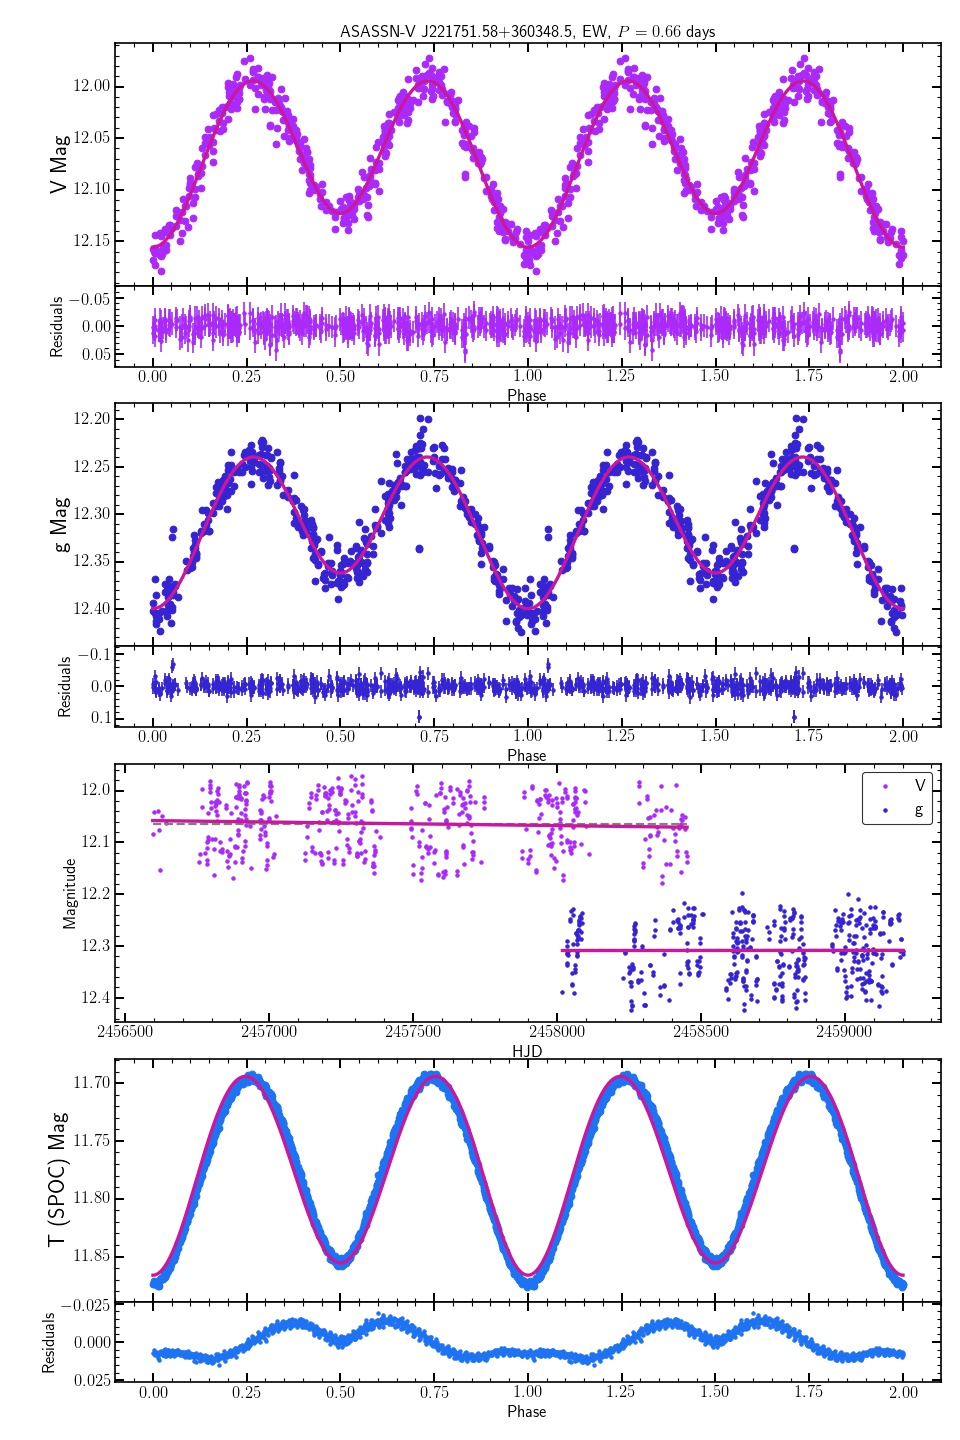 ASASSN-V J221751.58+360348.5, EW, P = 0.66 days
12.00
12.05
12.10
12.15
V Mag
−0.05
0.00
0.05
Residuals
0.00 0.25 0.50 0.75 1.00 1.25 1.50 1.75 2.00
Phase
12.20
12.25
12.30
12.35
12.40
g Mag
−0.1
0.0
0.1
Residuals
0.00 0.25 0.50 0.75 1.00 1.25 1.50 1.75 2.00
Phase
12.0
12.1
12.2
12.3
12.4
Magnitude
V
g
2456500 2457000 2457500 2458000 2458500 2459000
HJD
11.70
11.75
11.80
11.85
T (SPOC) Mag
−0.025
0.000
0.025
Residuals
0.00 0.25 0.50 0.75 1.00 1.25 1.50 1.75 2.00
Phase